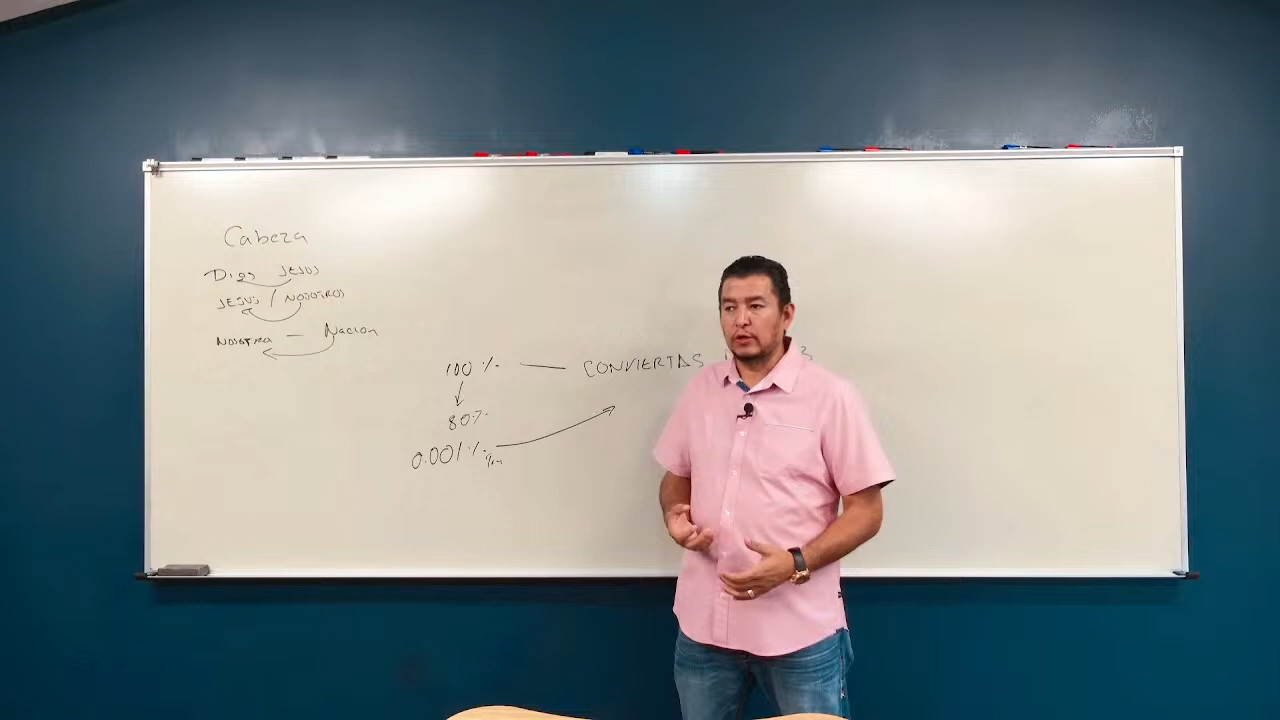 Cabeza
Dios JESUS
JESUS / NOSOTROS
NOSOTROS — Nacion
100 % — CONVIERTAS
80%
0.001%